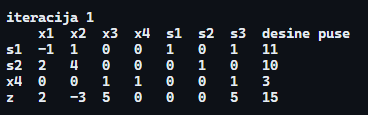 iteracija 1
x1 x2 x3 x4 s1 s2 s3 desine puse
s1 -1 1 0 0 1 0 1 11
s2 2 4 0 0 0 1 0 10
x4 0 0 1 1 0 0 1 3
z 2 -3 5 0 0 0 5 15